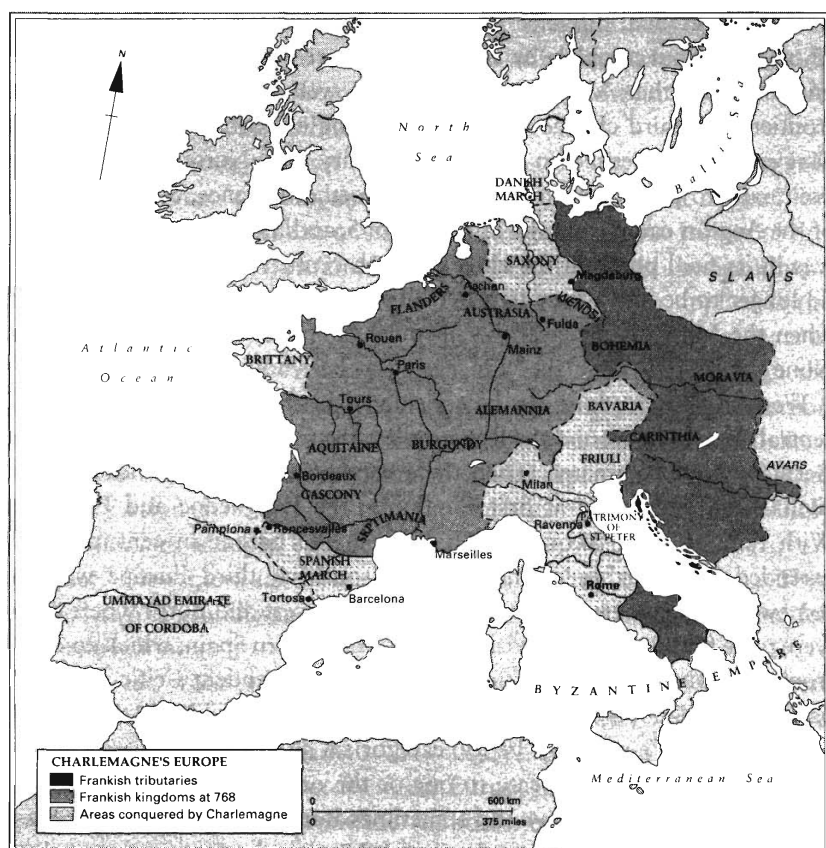 N
North
Sea
Baltic Sea
DANISH
MARCH
SAXONY
Magdeburg
SLAVS
Aachen
FLANDERS
WENDS
AUSTRASIA
Fulda
Atlantic
Ocean
Rouen
Mainz
BOHEMIA
BRITTANY
Paris
MORAVIA
Tours
ALEMANNIA
BAVARIA
AQUITAINE
BURGUNDY
CARINTHIA
FRIULI
AVARS
Bordeaux
Milan
GASCONY
SEPTIMANIA
Ravenna
PATRIMONY
OF
ST PETER
Pamplona
Roncesvalles
Marseilles
SPANISH
MARCH
Rome
UMMAYAD EMIRATE
OF CORDOBA
Tortosa
Barcelona
BYZANTINE EMPIRE
Mediterranean Sea
CHARLEMAGNE'S EUROPE
Frankish tributaries
Frankish kingdoms at 768
Areas conquered by Charlemagne
0 600 km
0 375 miles